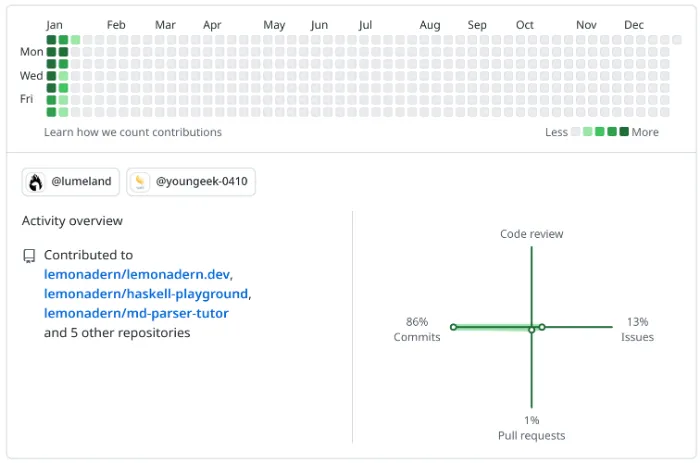 Jan Feb Mar Apr May Jun Jul Aug Sep Oct Nov Dec
Mon
Wed
Fri
Learn how we count contributions
Less More
@lumeland @youngeek-0410
Activity overview
Contributed to
lemonadern/lemonadern.dev,
lemonadern/haskell-playground,
lemonadern/md-parser-tutor
and 5 other repositories
Code review
86%
Commits
13%
Issues
1%
Pull requests